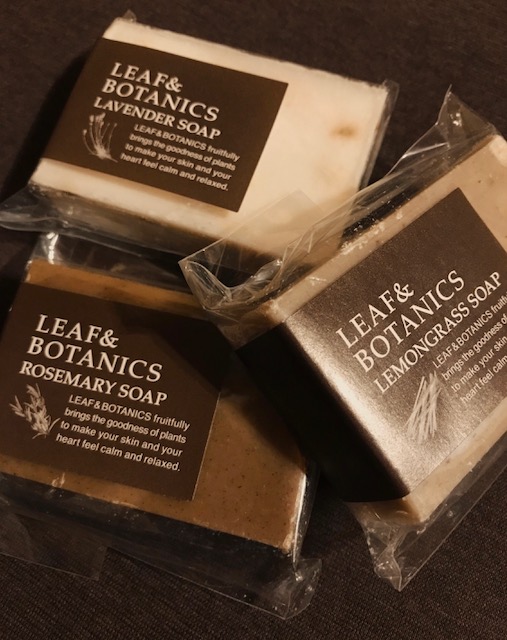 LEAF&
BOTANICS
LAVENDER SOAP
LEAF&BOTANICS fruitfully
brings the goodness of plants
to make your skin and your
heart feel calm and relaxed.
LEAF&
BOTANICS
LEMONGRASS SOAP
LEAF&BOTANICS
brings the goodness of
to make your skin
heart feel calm
LEAF&
BOTANICS
ROSEMARY SOAP
LEAF&BOTANICS fruitfully
brings the goodness of plants
to make your skin and your
heart feel calm and relaxed.